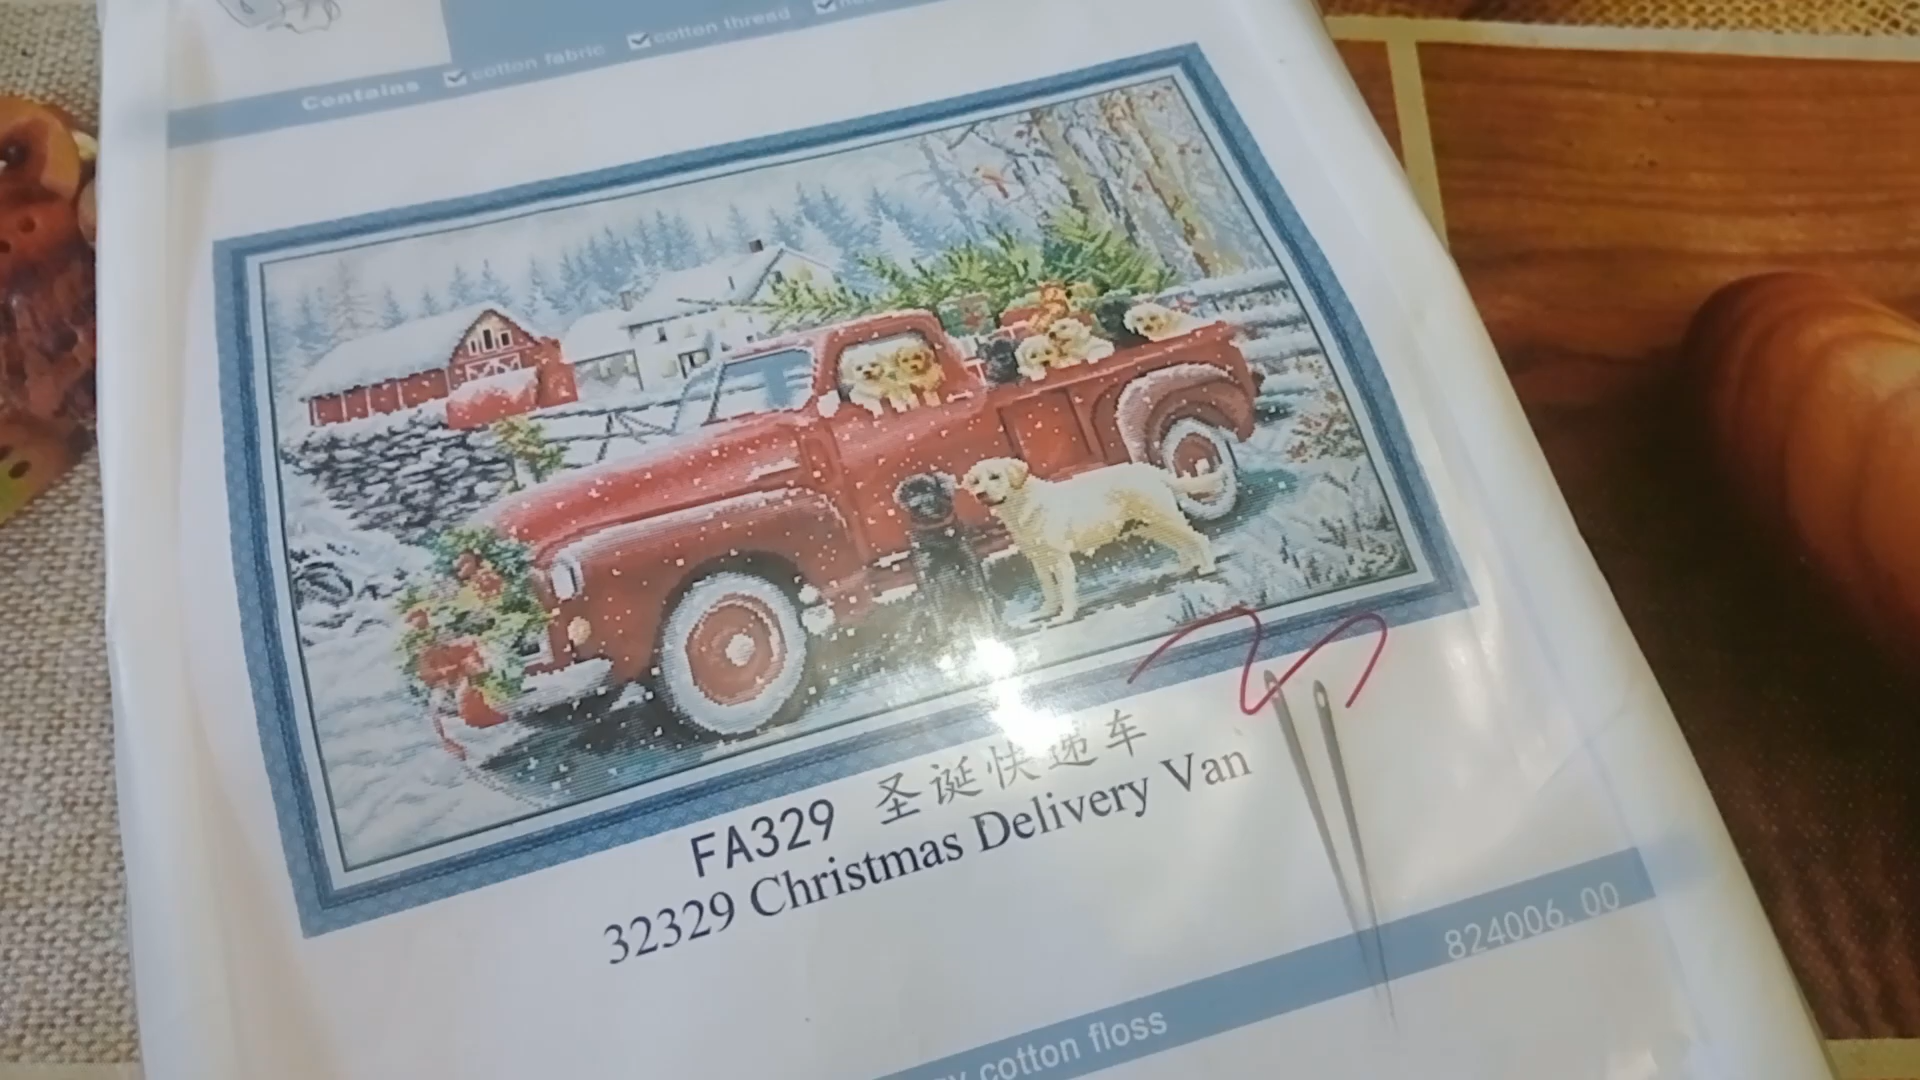 Contains cotton fabric cotton thread
FA329 圣诞快递车
32329 Christmas Delivery Van
824006.00
cotton floss